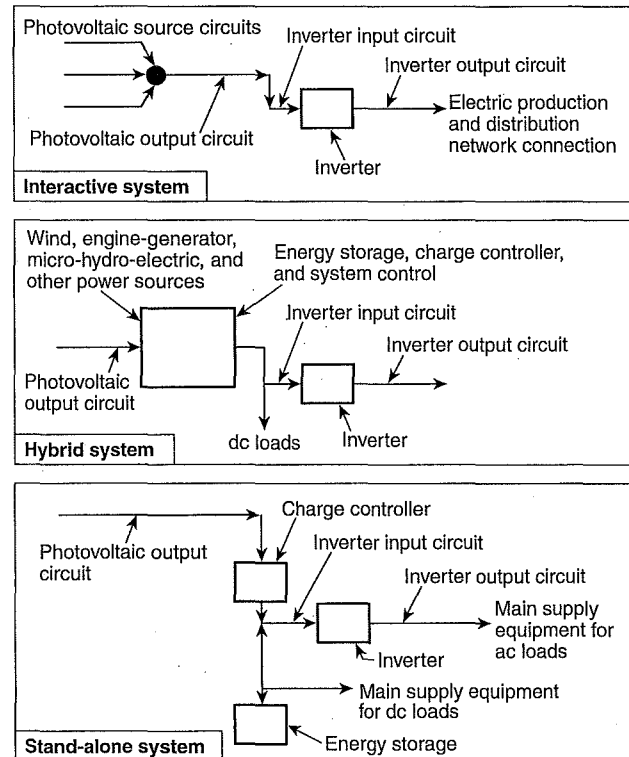 Photovoltaic source circuits
Inverter input circuit
Inverter output circuit
Photovoltaic output circuit
Electric production
and distribution
network connection
Inverter
Interactive system
Wind, engine-generator,
micro-hydro-electric, and
other power sources
Energy storage, charge controller,
and system control
Inverter input circuit
Inverter output circuit
Photovoltaic
output circuit
dc loads
Inverter
Hybrid system
Charge controller
Photovoltaic output
circuit
Inverter input circuit
Inverter output circuit
Main supply
equipment for
ac loads
Inverter
Main supply equipment
for dc loads
Energy storage
Stand-alone system